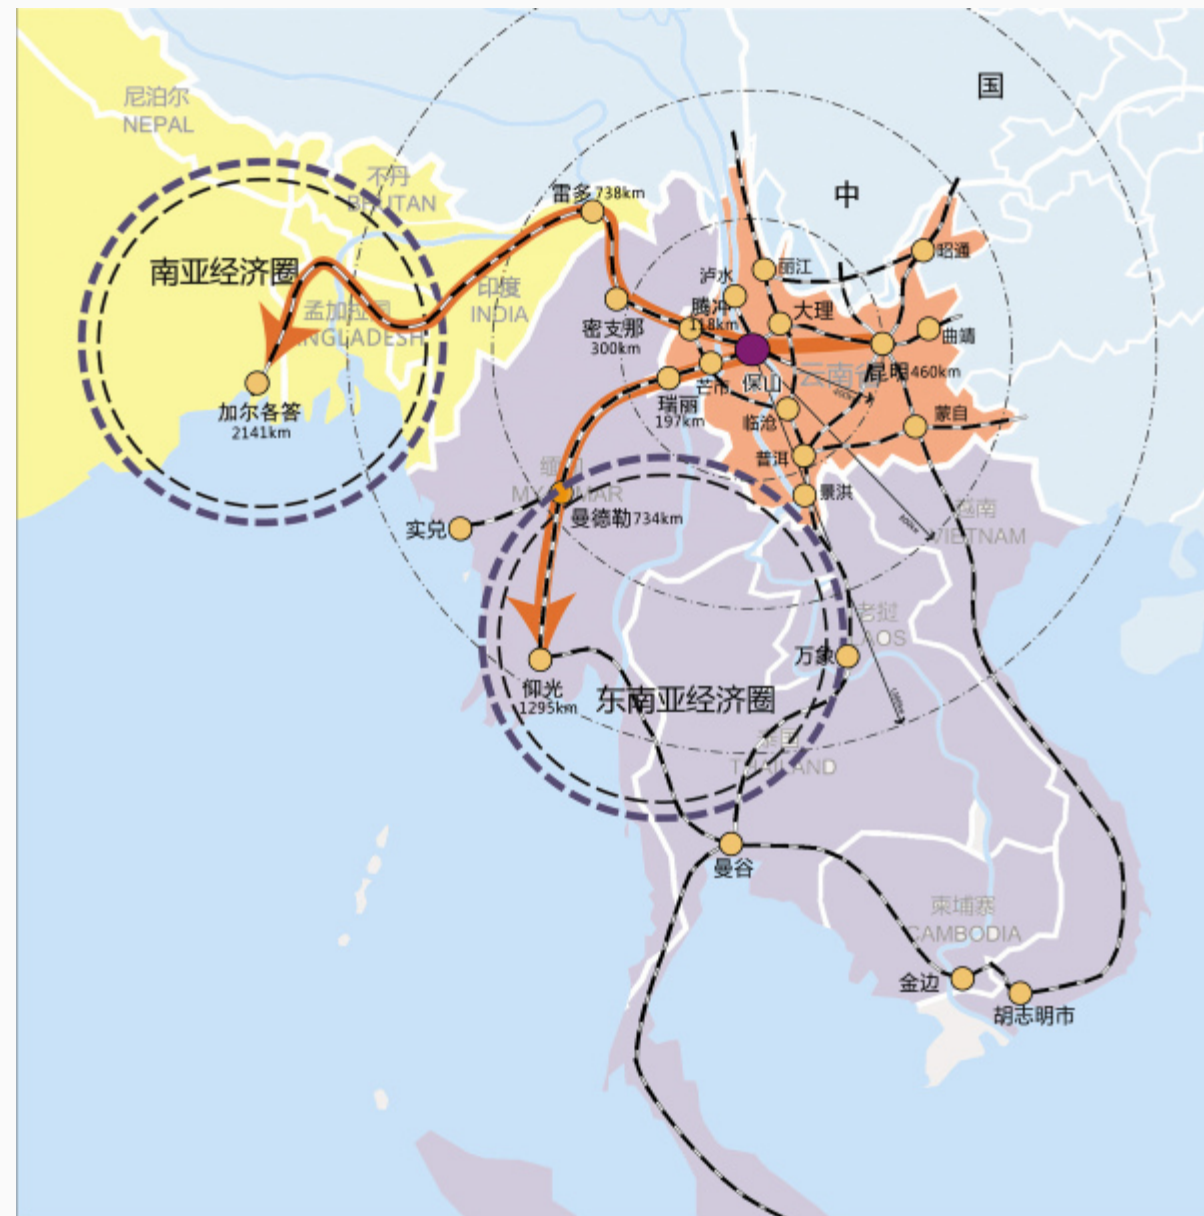 国
尼泊尔
NEPAL
中
不丹
BHUTAN
雷多738km
昭通
丽江
泸水
南亚经济圈
印度
INDIA
腾冲
118km
大理
孟加拉国
BANGLADESH
密支那
300km
曲靖
云南省
昆明460km
芒市
保山
瑞丽
197km
加尔各答
2141km
临沧
蒙自
普洱
缅甸
MYANMAR
景洪
曼德勒734km
越南
VIETNAM
实兑
老挝
LAOS
万象
仰光
1295km
东南亚经济圈
泰国
THAILAND
曼谷
柬埔寨
CAMBODIA
金边
胡志明市